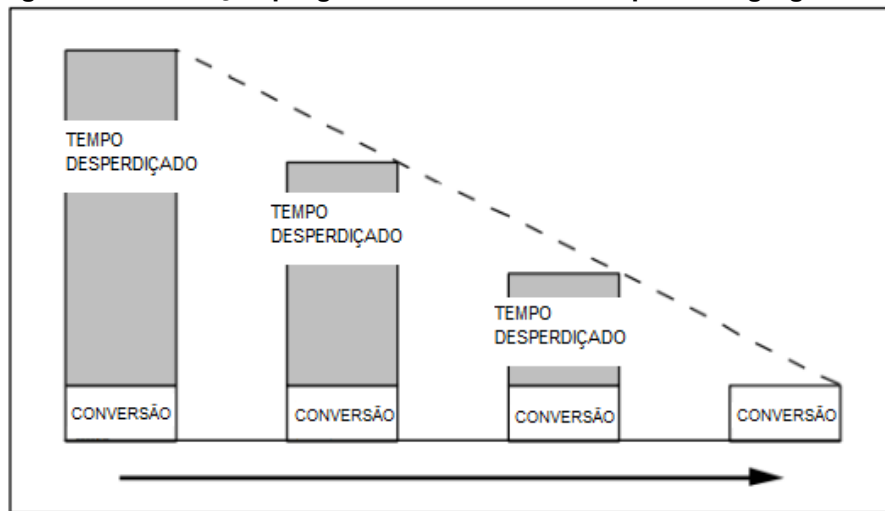 TEMPO
DESPERDIÇADO
TEMPO
DESPERDIÇADO
TEMPO
DESPERDIÇADO
CONVERSÃO
CONVERSÃO
CONVERSÃO
CONVERSÃO